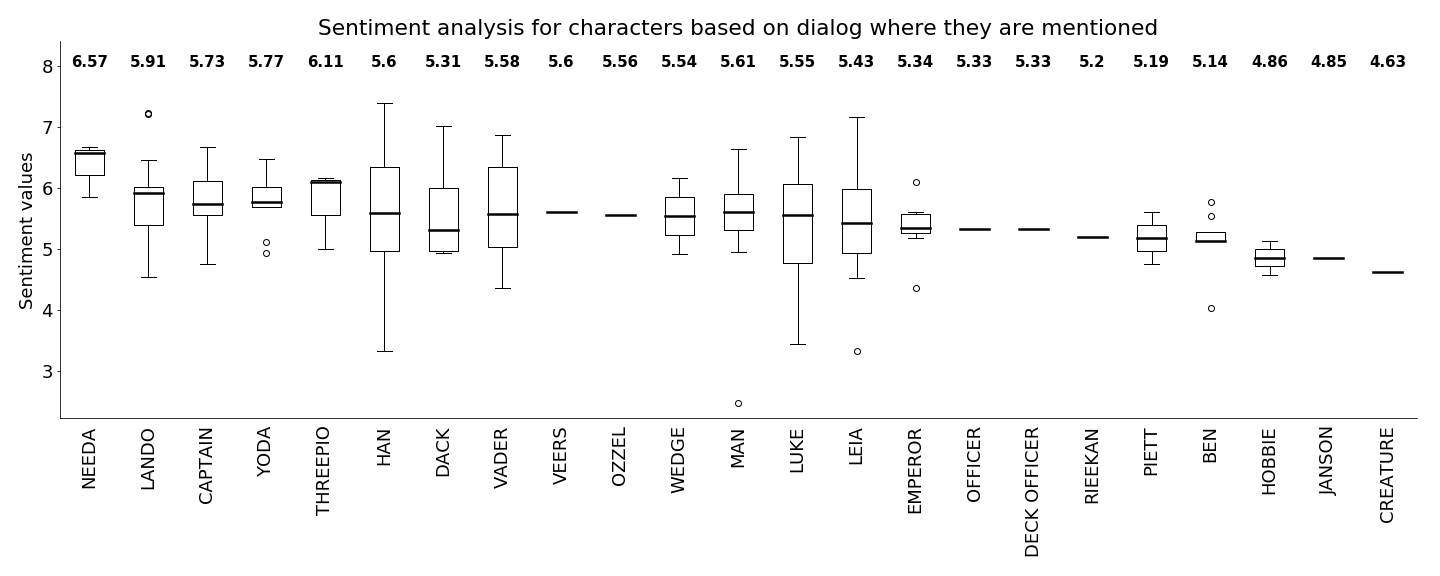 Sentiment analysis for characters based on dialog where they are mentioned
6.57 5.91 5.73 5.77 6.11 5.6 5.31 5.58 5.6 5.56 5.54 5.61 5.55 5.43 5.34 5.33 5.33 5.2 5.19 5.14 4.86 4.85 4.63
Sentiment values
8
7
6
5
4
3
NEEDA
LANDO
CAPTAIN
YODA
THREEPIO
HAN
DACK
VADER
VEERS
OZZEL
WEDGE
MAN
LUKE
LEIA
EMPEROR
OFFICER
DECK OFFICER
RIEEKAN
PIETT
BEN
HOBBIE
JANSON
CREATURE